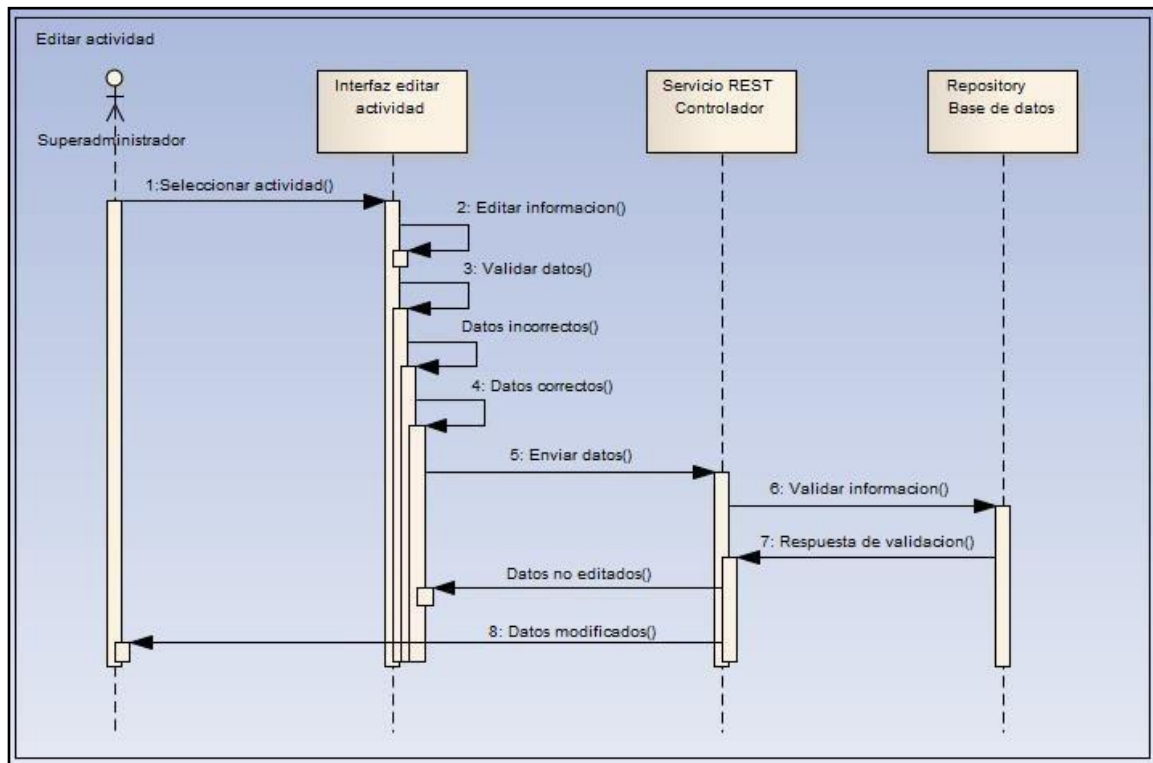 Editar actividad
Superadministrador
Interfaz editar
actividad
Servicio REST
Controlador
Repository
Base de datos
1:Seleccionar actividad()
2: Editar informacion()
3: Validar datos()
Datos incorrectos()
4: Datos correctos()
5: Enviar datos()
6: Validar informacion()
7: Respuesta de validacion()
Datos no editados()
8: Datos modificados()